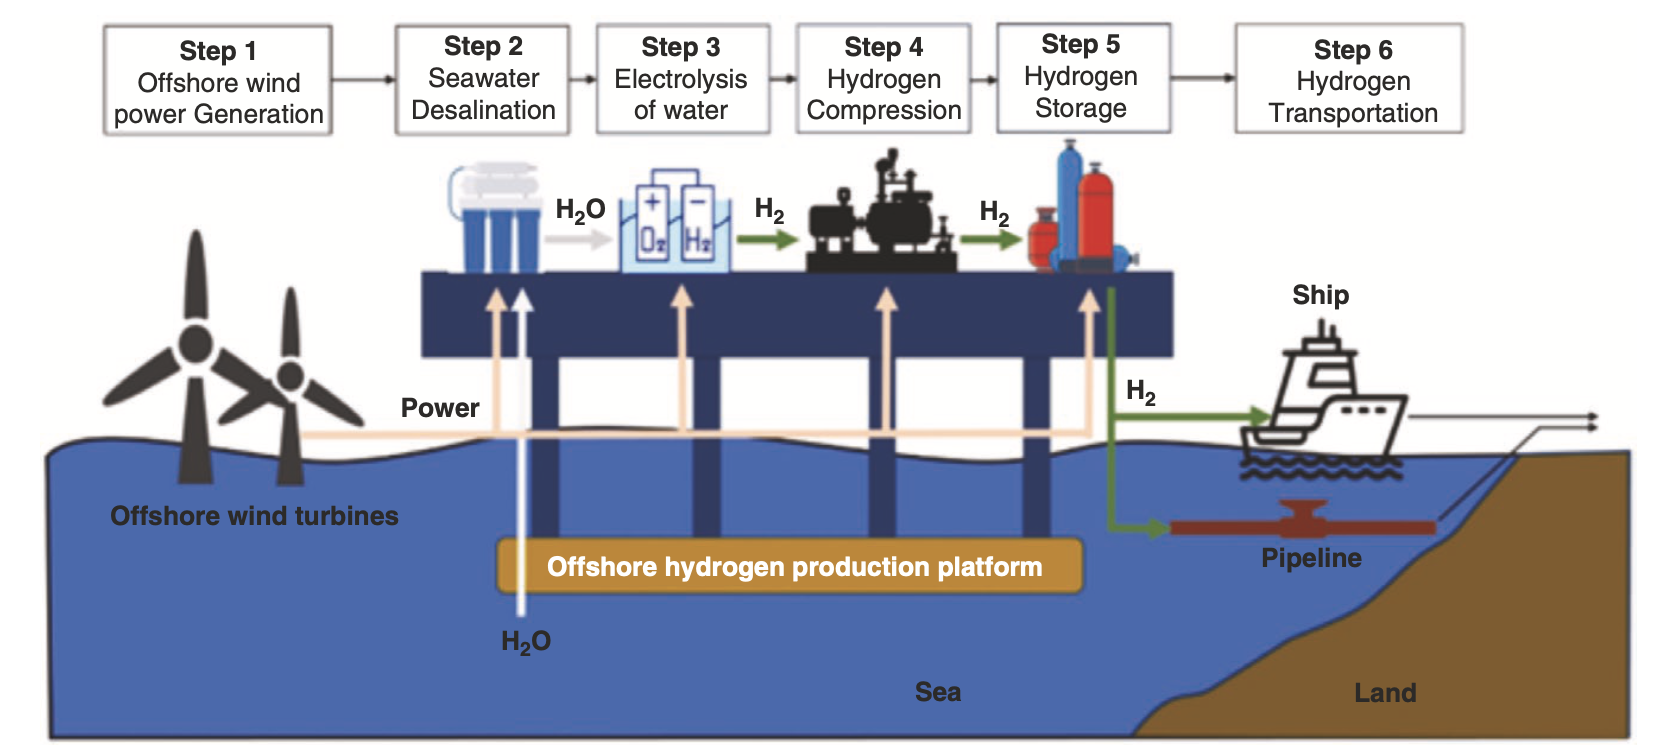 Step 1
Offshore wind
power Generation
Step 2
Seawater
Desalination
Step 3
Electrolysis
of water
Step 4
Hydrogen
Compression
Step 5
Hydrogen
Storage
Step 6
Hydrogen
Transportation
H₂O
+
−
O₂
H₂
H₂
H₂
Ship
Power
H₂
Offshore wind turbines
Offshore hydrogen production platform
Pipeline
H₂O
Sea
Land